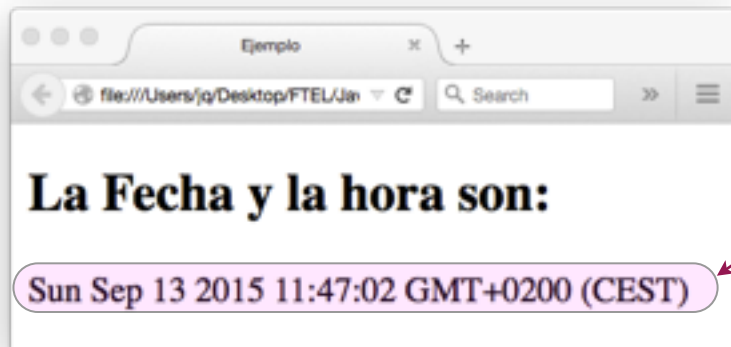 Ejemplo
file:///Users/jq/Desktop/FTEL/Jav
Search
La Fecha y la hora son:
Sun Sep 13 2015 11:47:02 GMT+0200 (CEST)